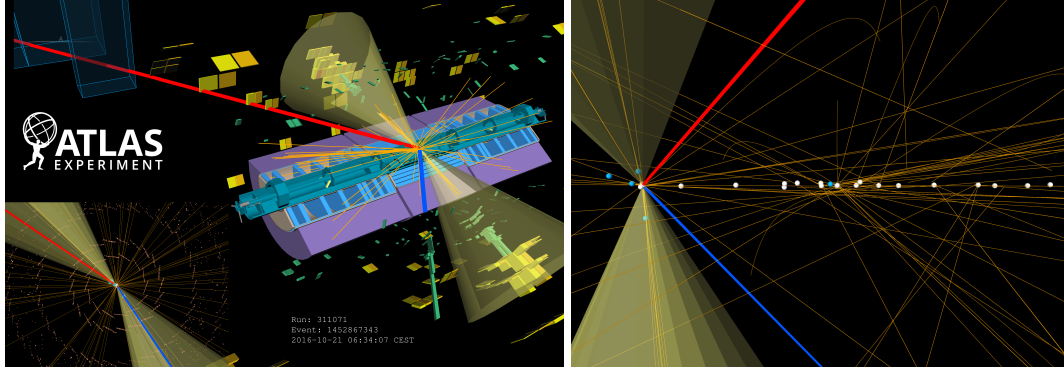 ATLAS
EXPERIMENT
Run: 311071
Event: 1452867343
2016-10-21 06:34:07 CEST